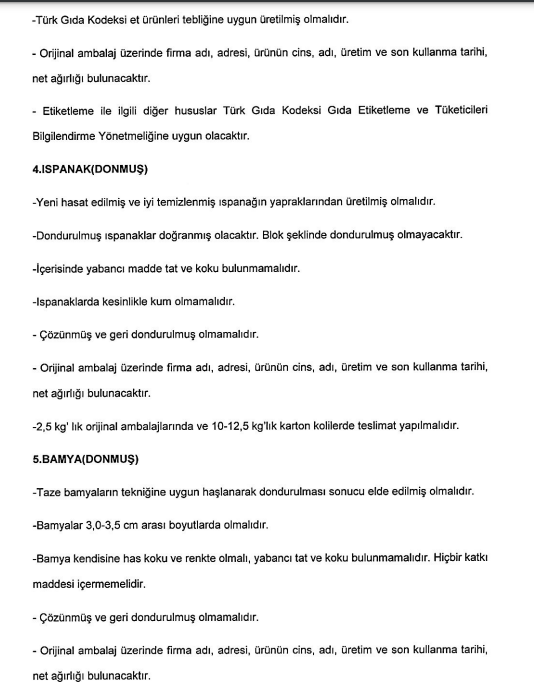 -Türk Gıda Kodeksi et ürünleri tebliğine uygun üretilmiş olmalıdır.
- Orijinal ambalaj üzerinde firma adı, adresi, ürünün cins, adı, üretim ve son kullanma tarihi,
net ağırlığı bulunacaktır.
- Etiketleme ile ilgili diğer hususlar Türk Gıda Kodeksi Gıda Etiketleme ve Tüketicileri
Bilgilendirme Yönetmeliğine uygun olacaktır.
4.ISPANAK(DONMUŞ)
-Yeni hasat edilmiş ve iyi temizlenmiş ıspanağın yapraklarından üretilmiş olmalıdır.
-Dondurulmuş ıspanaklar doğranmış olacaktır. Blok şeklinde dondurulmuş olmayacaktır.
-İçerisinde yabancı madde tat ve koku bulunmamalıdır.
-Ispanaklarda kesinlikle kum olmamalıdır.
- Çözünmüş ve geri dondurulmuş olmamalıdır.
- Orijinal ambalaj üzerinde firma adı, adresi, ürünün cins, adı, üretim ve son kullanma tarihi,
net ağırlığı bulunacaktır.
-2,5 kg' lık orijinal ambalajlarında ve 10-12,5 kg'lık karton kolilerde teslimat yapılmalıdır.
5.BAMYA(DONMUŞ)
-Taze bamyaların tekniğine uygun haşlanarak dondurulması sonucu elde edilmiş olmalıdır.
-Bamyalar 3,0-3,5 cm arası boyutlarda olmalıdır.
-Bamya kendisine has koku ve renkte olmalı, yabancı tat ve koku bulunmamalıdır. Hiçbir katkı
maddesi içermemelidir.
- Çözünmüş ve geri dondurulmuş olmamalıdır.
- Orijinal ambalaj üzerinde firma adı, adresi, ürünün cins, adı, üretim ve son kullanma tarihi,
net ağırlığı bulunacaktır.